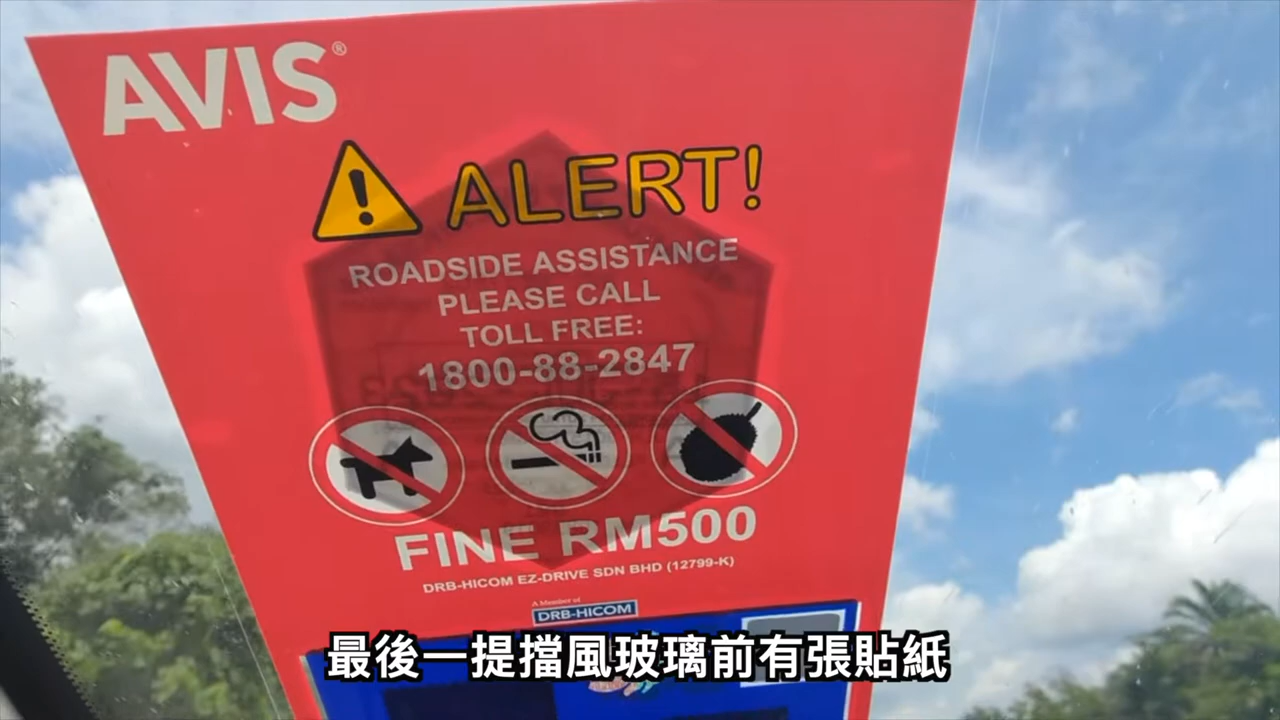 AVIS®
ALERT!
ROADSIDE ASSISTANCE
PLEASE CALL
TOLL FREE:
1800-88-2847
FINE RM500
DRB-HICOM EZ-DRIVE SDN BHD (12799-K)
A Member of
DRB-HICOM
最後一提擋風玻璃前有張貼紙